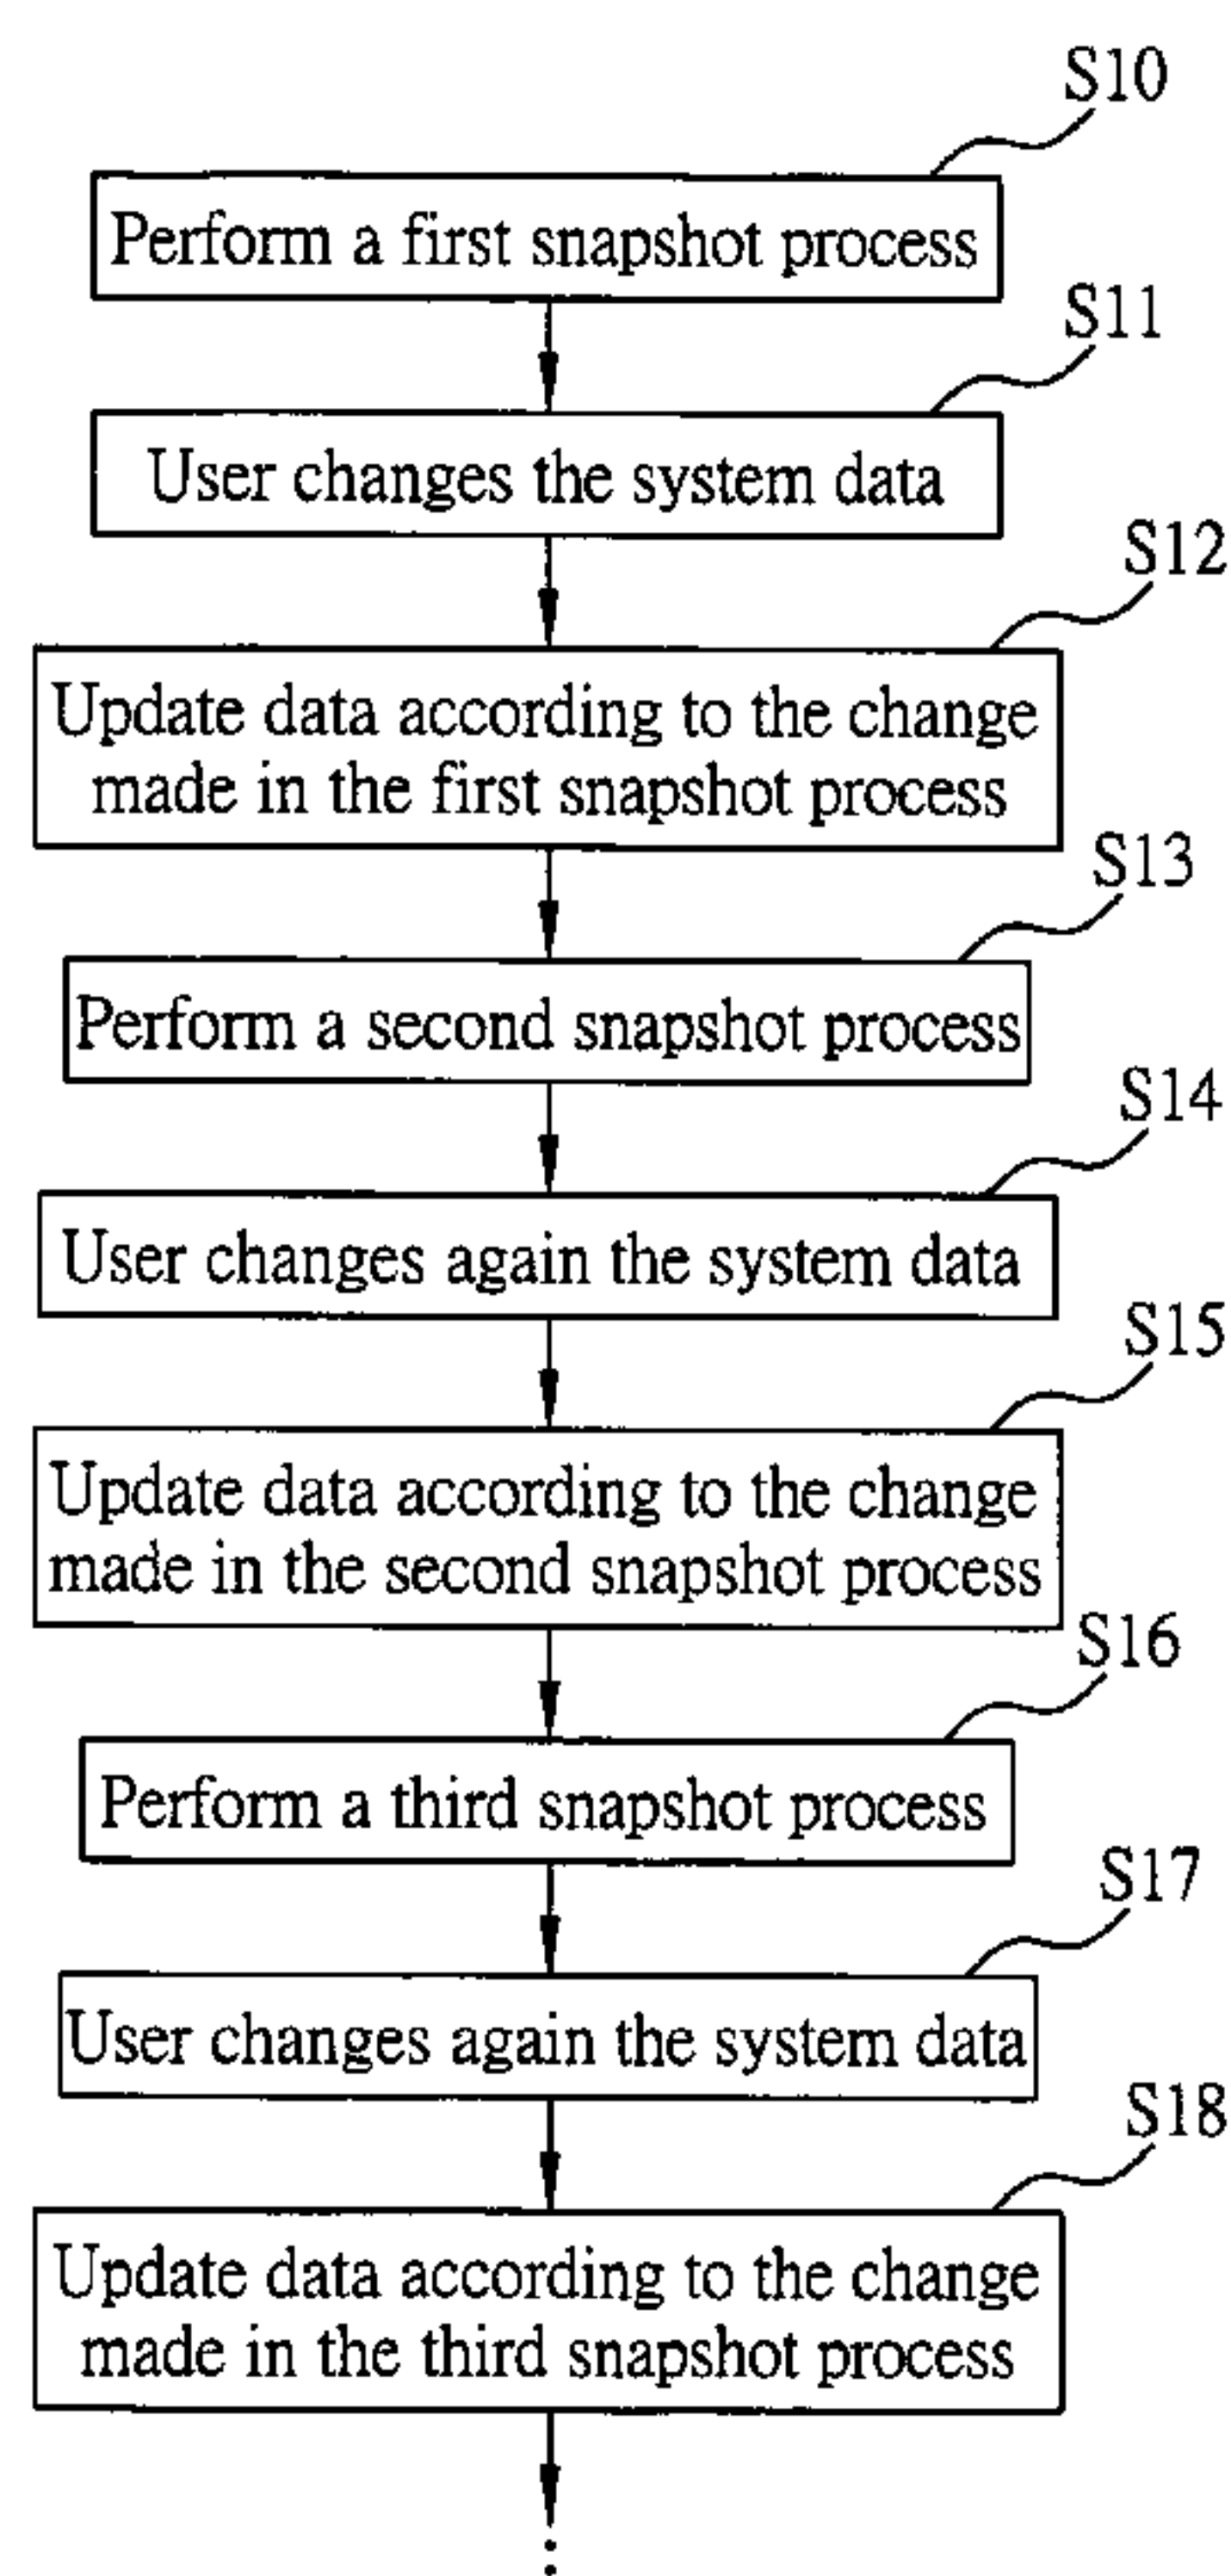 S10
Perform a first snapshot process
S11
User changes the system data
S12
Update data according to the change
made in the first snapshot process
S13
Perform a second snapshot process
S14
User changes again the system data
S15
Update data according to the change
made in the second snapshot process
S16
Perform a third snapshot process
S17
User changes again the system data
S18
Update data according to the change
made in the third snapshot process